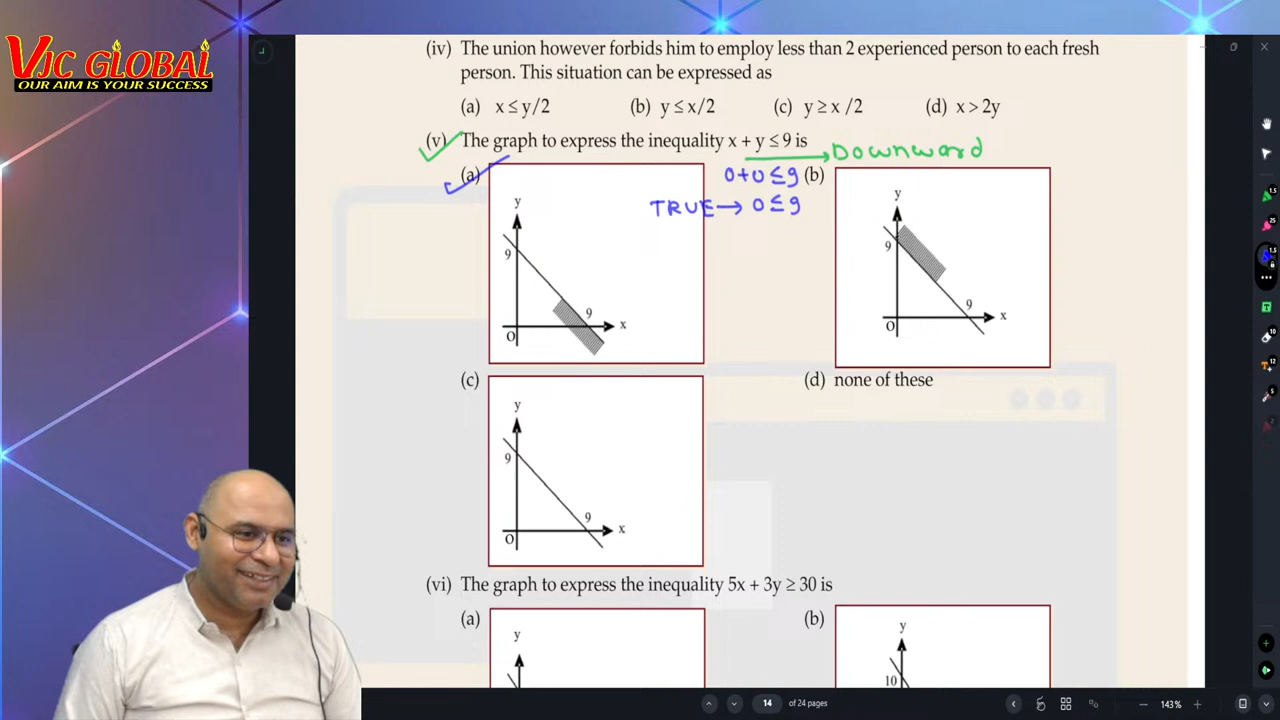 VJC GLOBAL
OUR AIM IS YOUR SUCCESS
(iv) The union however forbids him to employ less than 2 experienced person to each fresh
person. This situation can be expressed as
(a) x ≤ y/2 (b) y ≤ x/2 (c) y ≥ x /2 (d) x > 2y
(v) The graph to express the inequality x + y ≤ 9 is
DOWNWARD
(a) 0+0 ≤ 9 (b)
TRUE → 0 ≤ 9
y
9
9
O
x
y
9
9
O
x
(c) (d) none of these
y
9
9
O
x
(vi) The graph to express the inequality 5x + 3y ≥ 30 is
(a) (b)
y
y
10
14 of 24 pages
143%